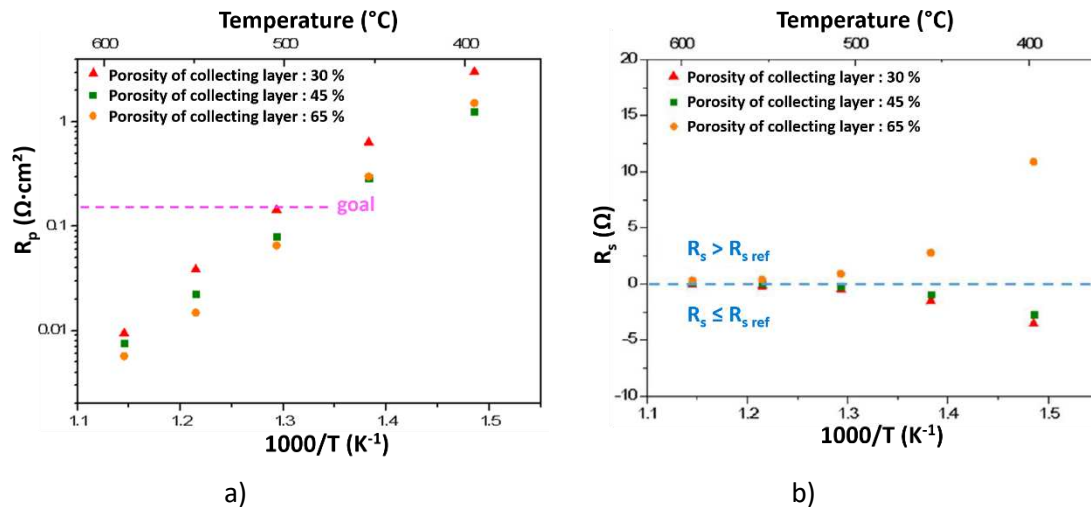 Temperature (°C)
600 500 400
Porosity of collecting layer : 30 %
Porosity of collecting layer : 45 %
Porosity of collecting layer : 65 %
1
0.1
0.01
goal
Rₚ (Ω·cm²)
1.1 1.2 1.3 1.4 1.5
1000/T (K⁻¹)
a)
Temperature (°C)
600 500 400
Porosity of collecting layer : 30 %
Porosity of collecting layer : 45 %
Porosity of collecting layer : 65 %
20
15
10
5
0
-5
-10
Rₛ (Ω)
Rₛ > Rₛ ref
Rₛ ≤ Rₛ ref
1.1 1.2 1.3 1.4 1.5
1000/T (K⁻¹)
b)